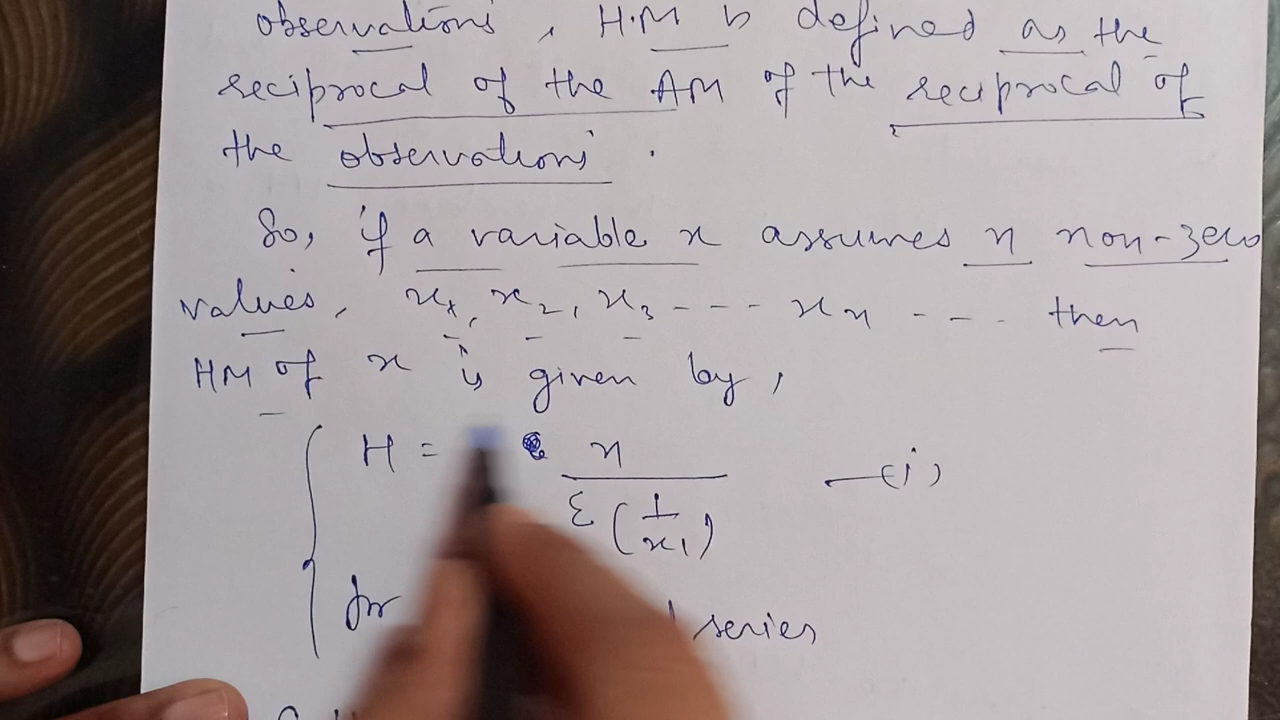 observations, H.M is defined as the
reciprocal of the AM of the reciprocal of
the observations.
So, if a variable x assumes n non-zero
values, x₁, x₂, x₃ ---- xn ---- then
HM of x is given by,
H = n / Σ (1/x₁) —(i)
for series